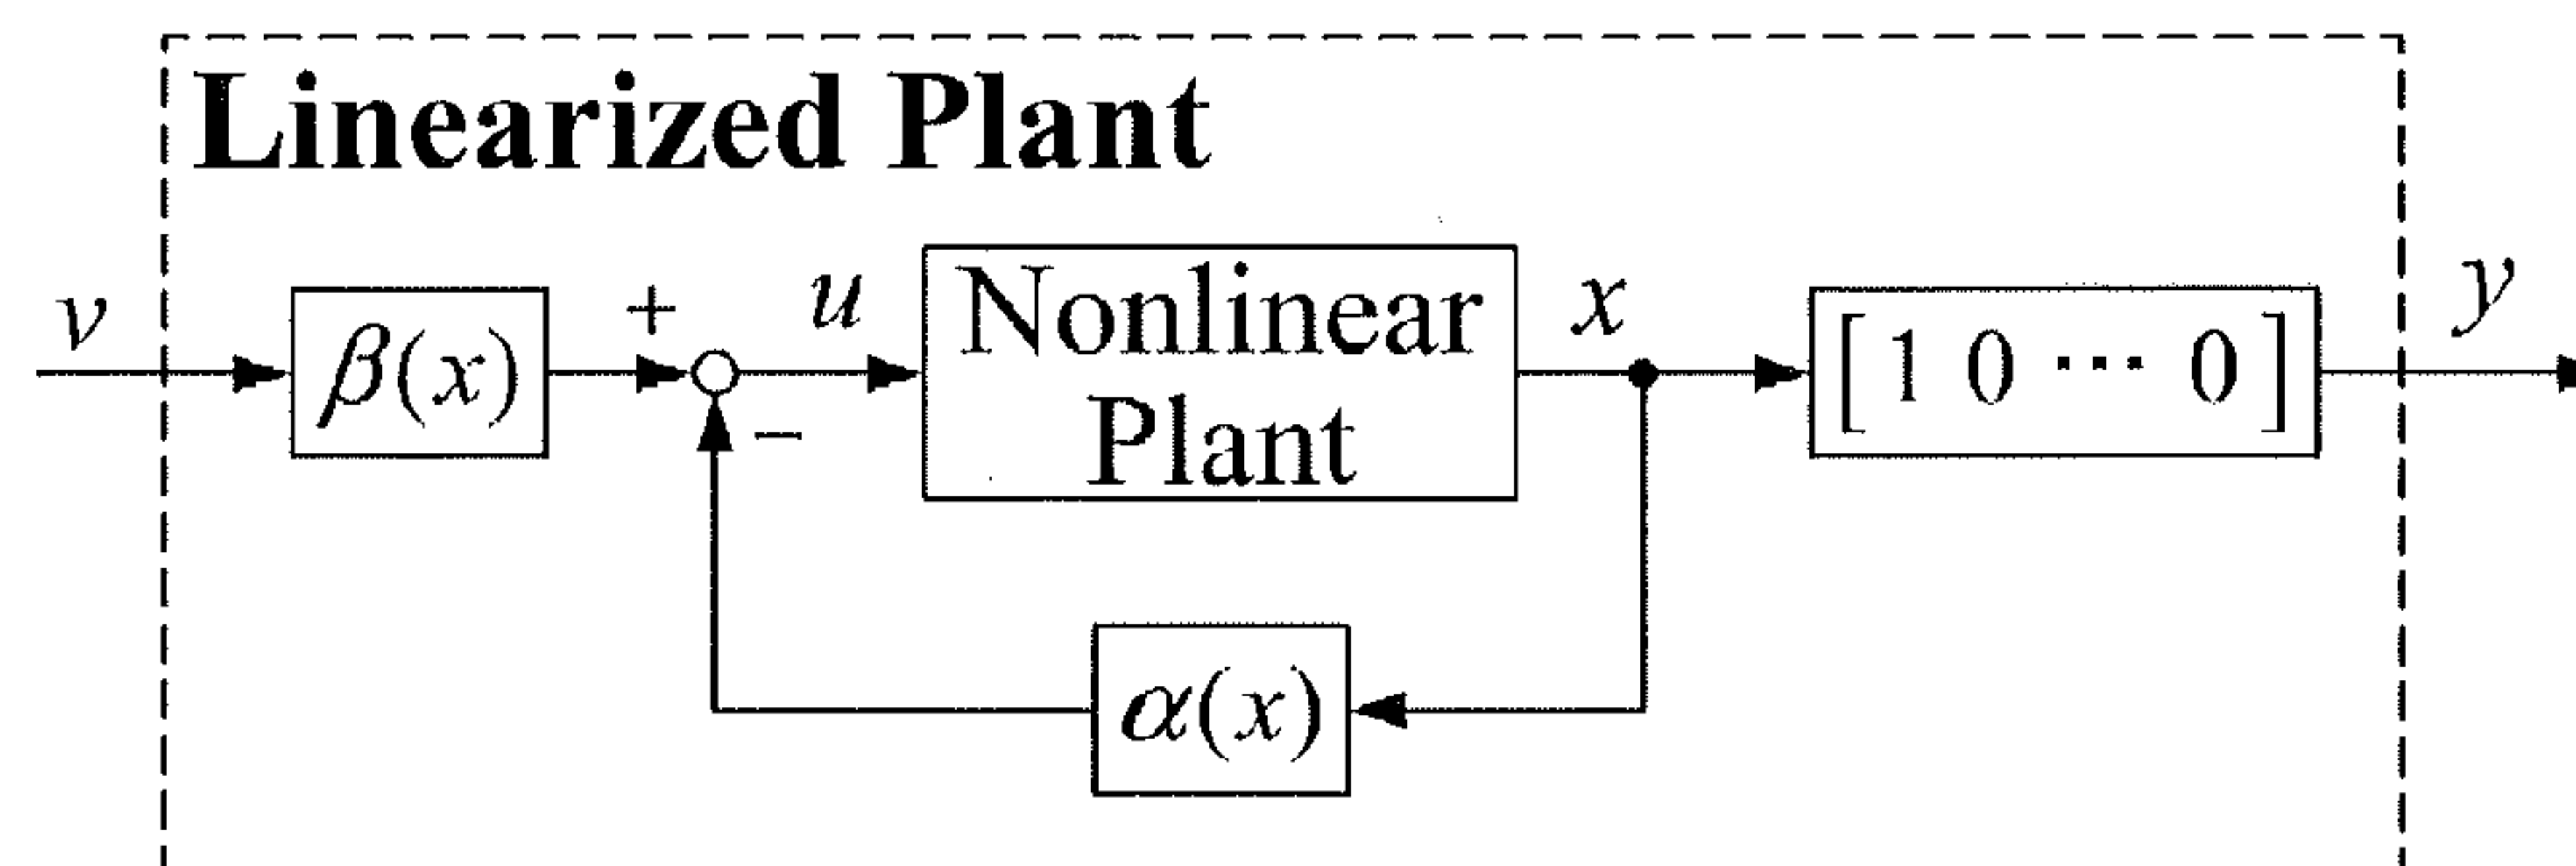 Linearized Plant
v
β(x)
+
−
u
Nonlinear
Plant
x
[ 1 0 ⋯ 0 ]
y
α(x)